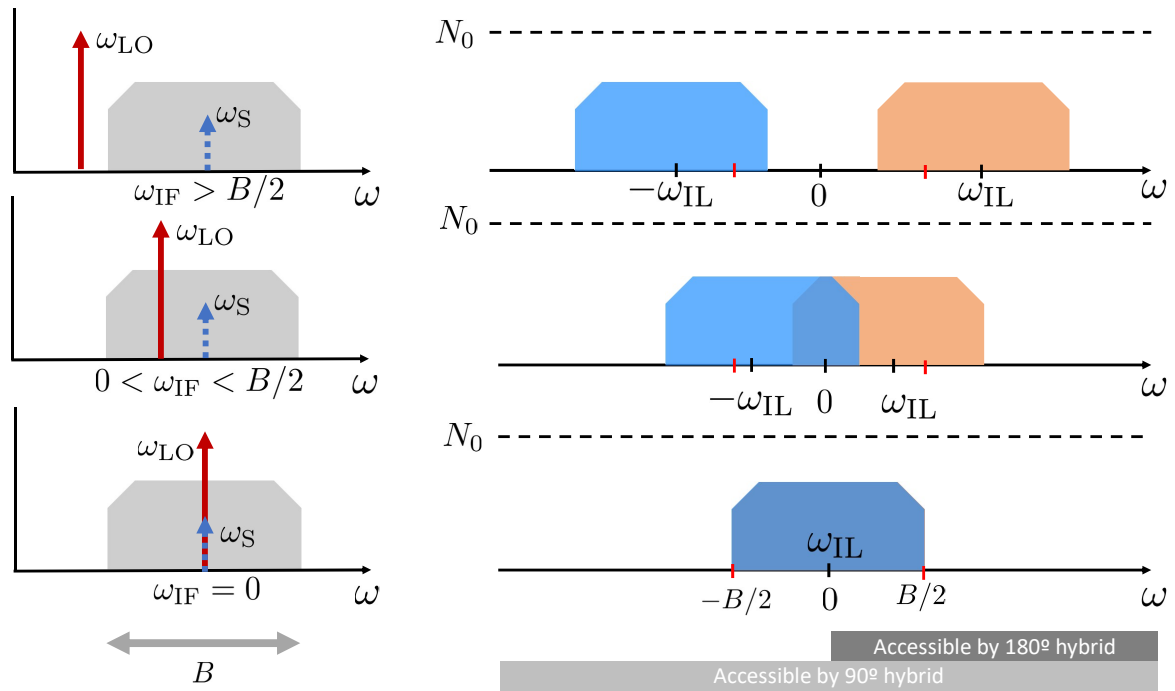 ω_LO
ω_S
ω_IF > B/2
ω
N_0
−ω_IL
0
ω_IL
ω
ω_LO
ω_S
0 < ω_IF < B/2
ω
N_0
−ω_IL
0
ω_IL
ω
ω_LO
ω_S
ω_IF = 0
ω
B
N_0
ω_IL
−B/2
0
B/2
ω
Accessible by 180º hybrid
Accessible by 90º hybrid